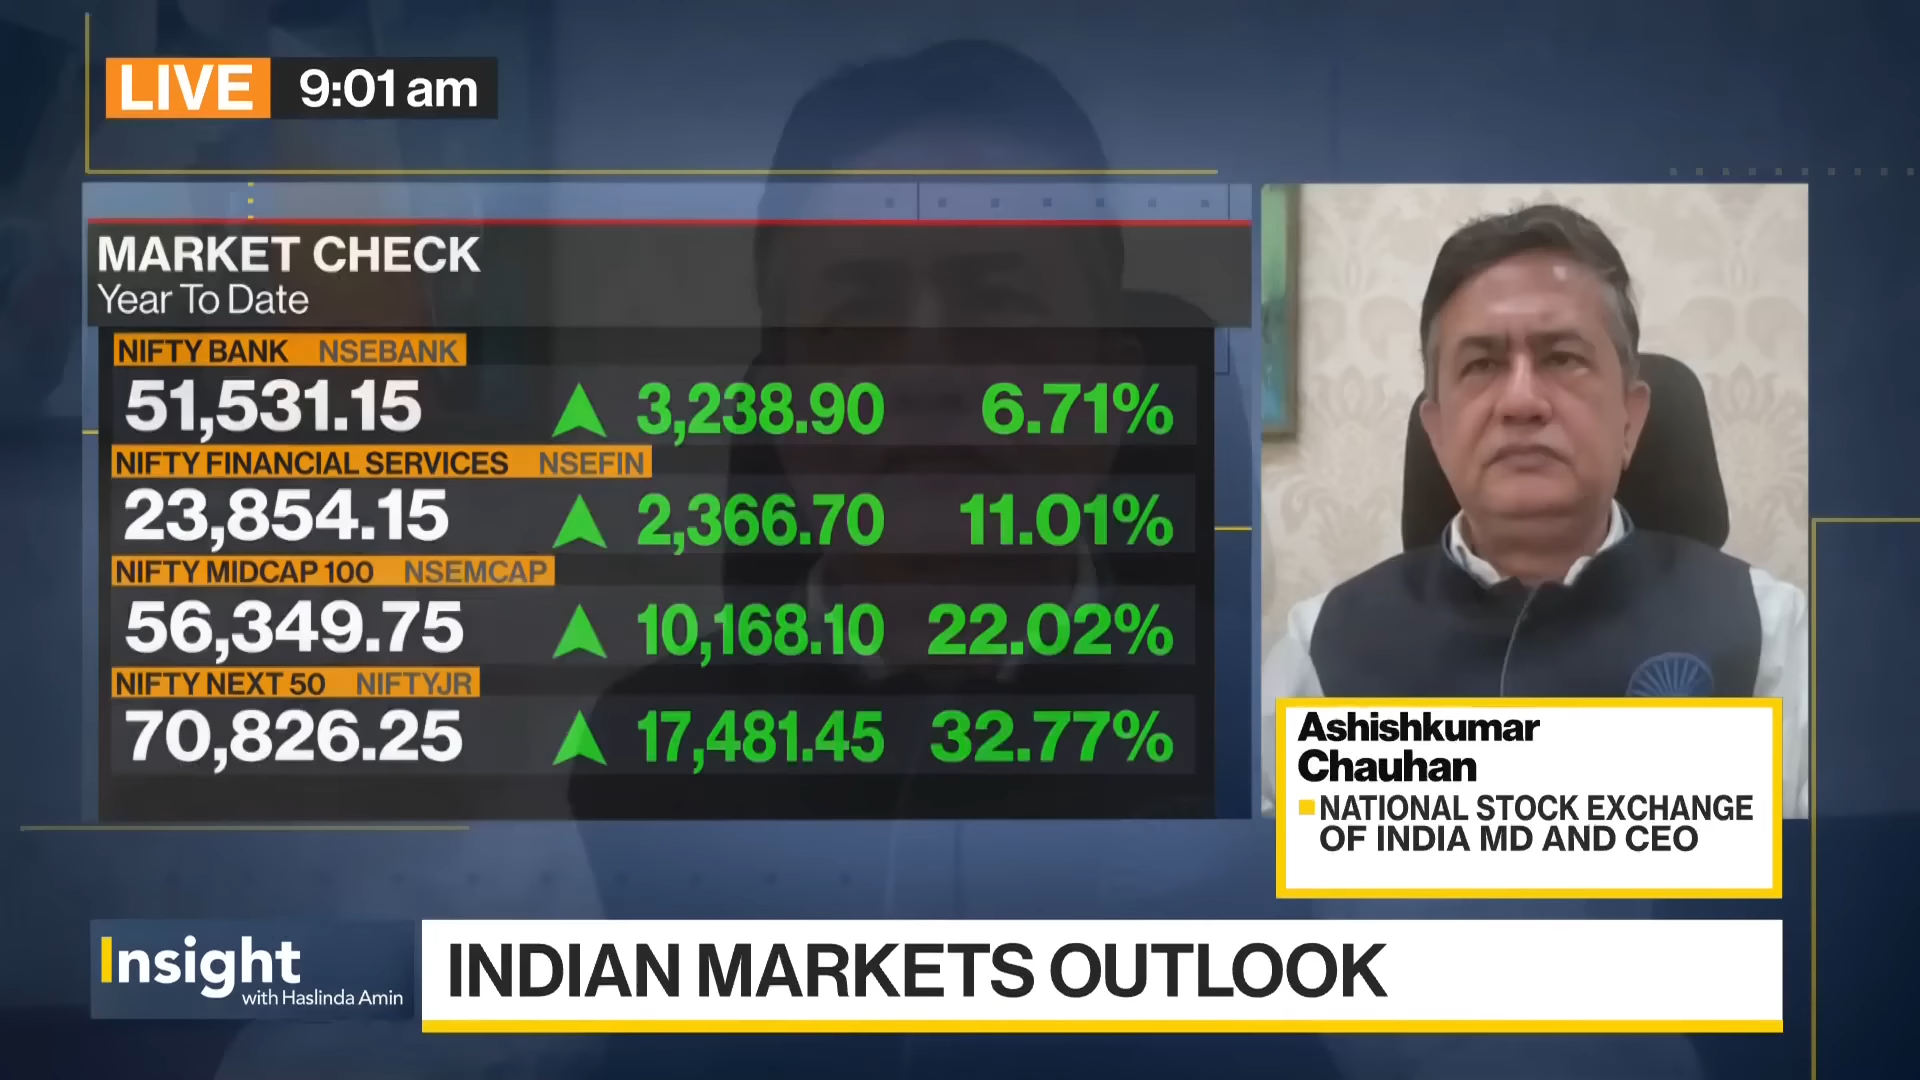 LIVE 9:01 am
MARKET CHECK
Year To Date
NIFTY BANK NSEBANK
51,531.15 ▲ 3,238.90 6.71%
NIFTY FINANCIAL SERVICES NSEFIN
23,854.15 ▲ 2,366.70 11.01%
NIFTY MIDCAP 100 NSEMCAP
56,349.75 ▲ 10,168.10 22.02%
NIFTY NEXT 50 NIFTYJR
70,826.25 ▲ 17,481.45 32.77%
Ashishkumar
Chauhan
NATIONAL STOCK EXCHANGE
OF INDIA MD AND CEO
Insight
with Haslinda Amin
INDIAN MARKETS OUTLOOK